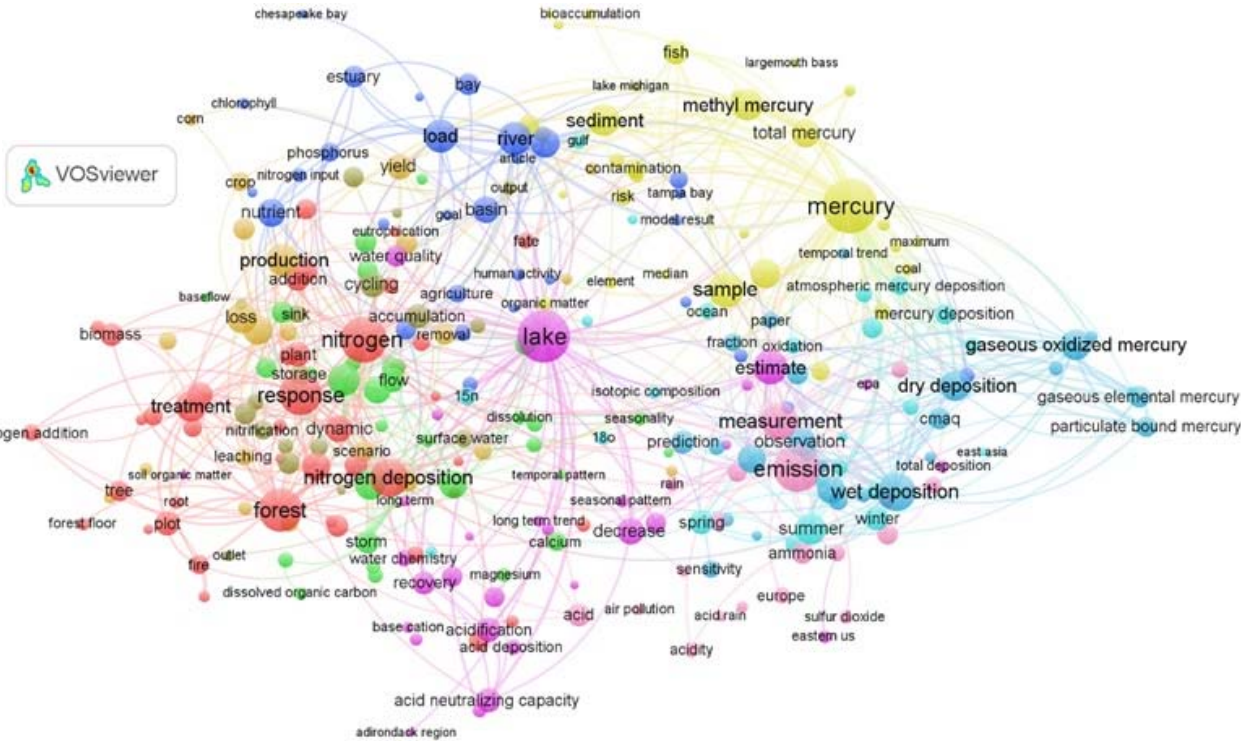 chesapeake bay
bioaccumulation
fish
largemouth bass
estuary
bay
lake michigan
chlorophyll
methyl mercury
corn
sediment
total mercury
load
river
gulf
phosphorus
article
VOSviewer
yield
contamination
crop
nitrogen input
output
risk
tampa bay
mercury
nutrient
goal
basin
model result
eutrophication
fate
maximum
water quality
temporal trend
production
human activity
element
median
coal
addition
cycling
sample
atmospheric mercury deposition
baseflow
agriculture
organic matter
loss
sink
accumulation
ocean
paper
mercury deposition
biomass
nitrogen
removal
lake
fraction
oxidation
gaseous oxidized mercury
plant
storage
flow
estimate
response
15n
isotopic composition
epa
dry deposition
gaseous elemental mercury
treatment
dissolution
seasonality
measurement
cmaq
particulate bound mercury
ogen addition
nitrification
dynamic
surface water
18o
prediction
observation
leaching
scenario
east asia
soil organic matter
nitrogen deposition
temporal pattern
emission
total deposition
tree
rain
root
long term
seasonal pattern
wet deposition
forest
forest floor
plot
long term trend
decrease
spring
summer
winter
outlet
storm
calcium
fire
water chemistry
ammonia
recovery
magnesium
sensitivity
dissolved organic carbon
europe
acid
air pollution
acid rain
sulfur dioxide
base cation
acidification
eastern us
acid deposition
acidity
acid neutralizing capacity
adirondack region